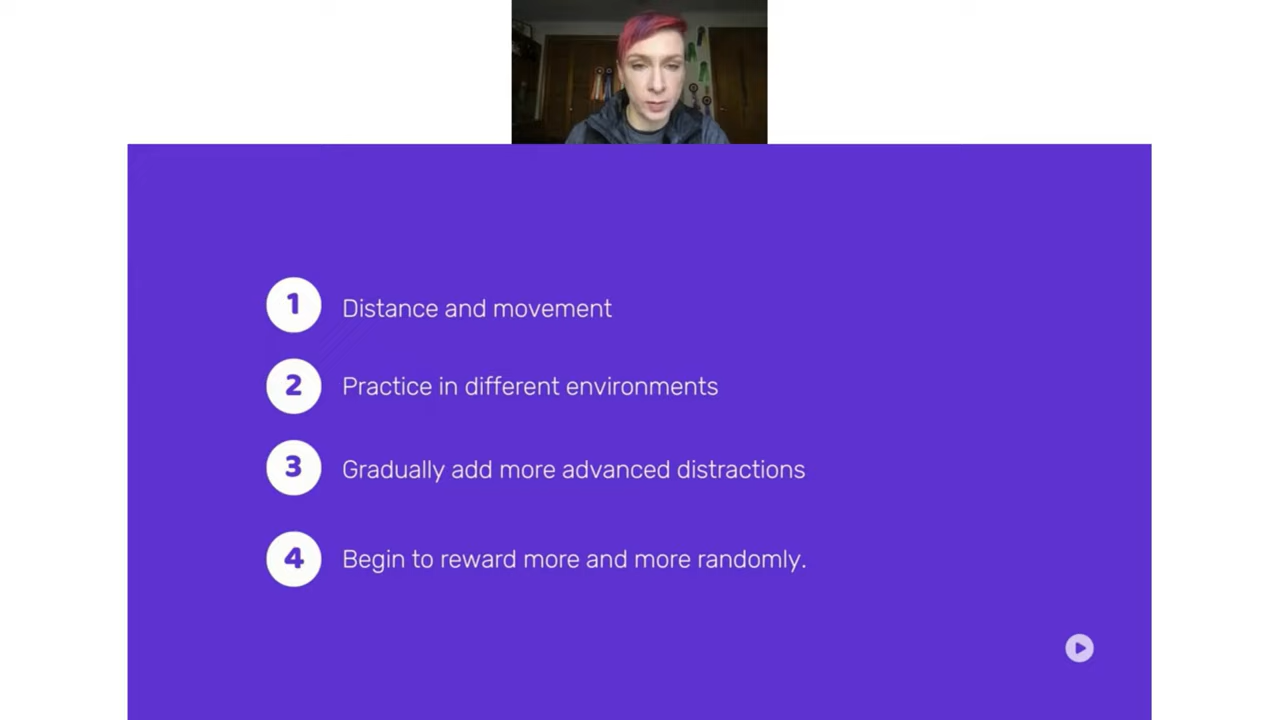 1 Distance and movement
2 Practice in different environments
3 Gradually add more advanced distractions
4 Begin to reward more and more randomly.